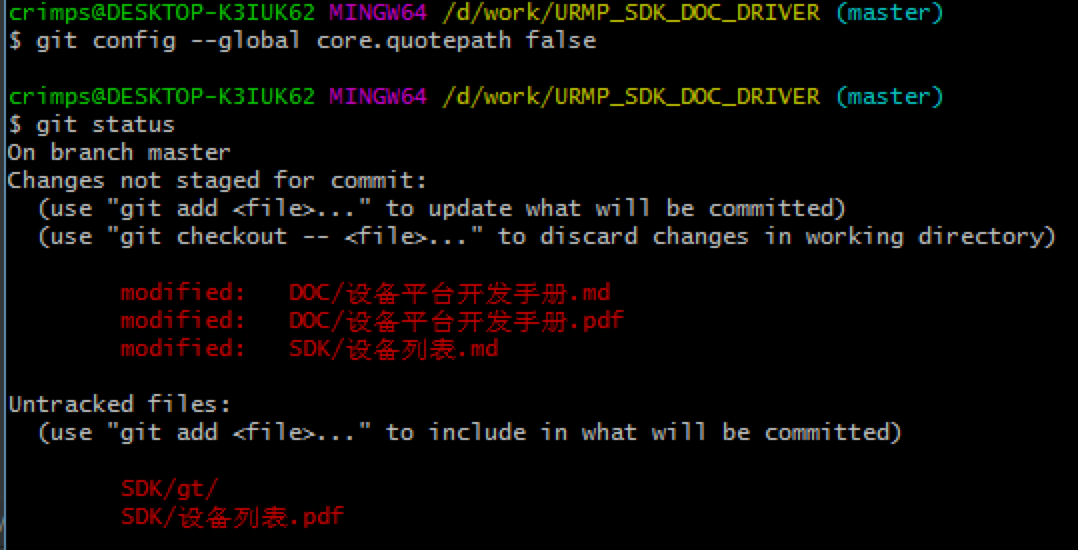 crimps@DESKTOP-K3IUK62 MINGW64 /d/work/URMP_SDK_DOC_DRIVER (master)
$ git config --global core.quotepath false
crimps@DESKTOP-K3IUK62 MINGW64 /d/work/URMP_SDK_DOC_DRIVER (master)
$ git status
On branch master
Changes not staged for commit:
(use "git add <file>..." to update what will be committed)
(use "git checkout -- <file>..." to discard changes in working directory)
modified: DOC/设备平台开发手册.md
modified: DOC/设备平台开发手册.pdf
modified: SDK/设备列表.md
Untracked files:
(use "git add <file>..." to include in what will be committed)
SDK/gt/
SDK/设备列表.pdf